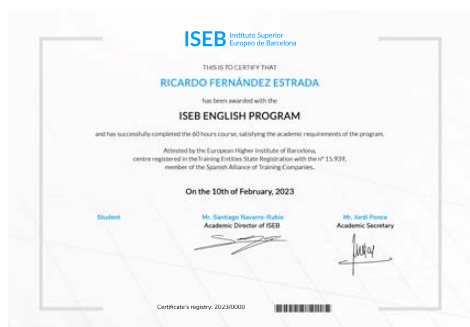 ISEB Instituto Superior
Europeo de Barcelona
THIS IS TO CERTIFY THAT
RICARDO FERNÁNDEZ ESTRADA
has been awarded with the
ISEB ENGLISH PROGRAM
and has successfully completed the 60 hours course, satisfying the academic requirements of the program.
Attested by the European Higher Institute of Barcelona,
centre registered in theTraining Entities State Registration with the nº 15.939,
member of the Spanish Alliance of Training Companies.
On the 10th of February, 2023
Student
Mr. Santiago Navarro-Rubio
Academic Director of ISEB
Mr. Jordi Ponce
Academic Secretary
Certificate's registry: 2023/0000